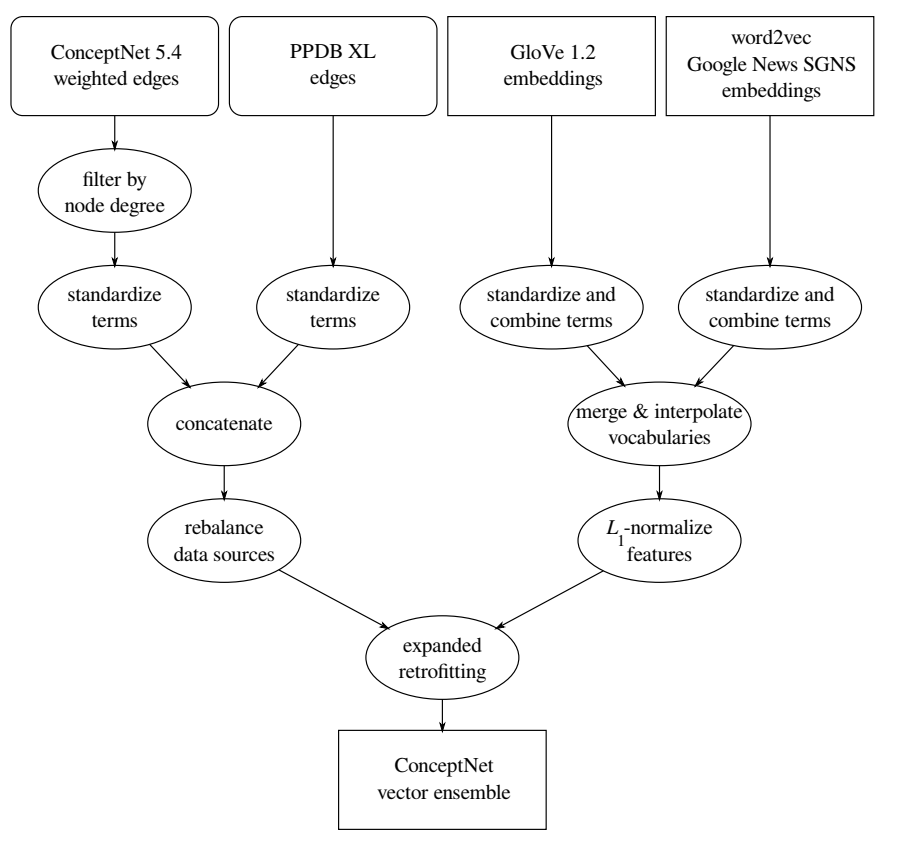 ConceptNet 5.4
weighted edges
PPDB XL
edges
GloVe 1.2
embeddings
word2vec
Google News SGNS
embeddings
filter by
node degree
standardize
terms
standardize
terms
standardize and
combine terms
standardize and
combine terms
concatenate
merge & interpolate
vocabularies
rebalance
data sources
L1-normalize
features
expanded
retrofitting
ConceptNet
vector ensemble